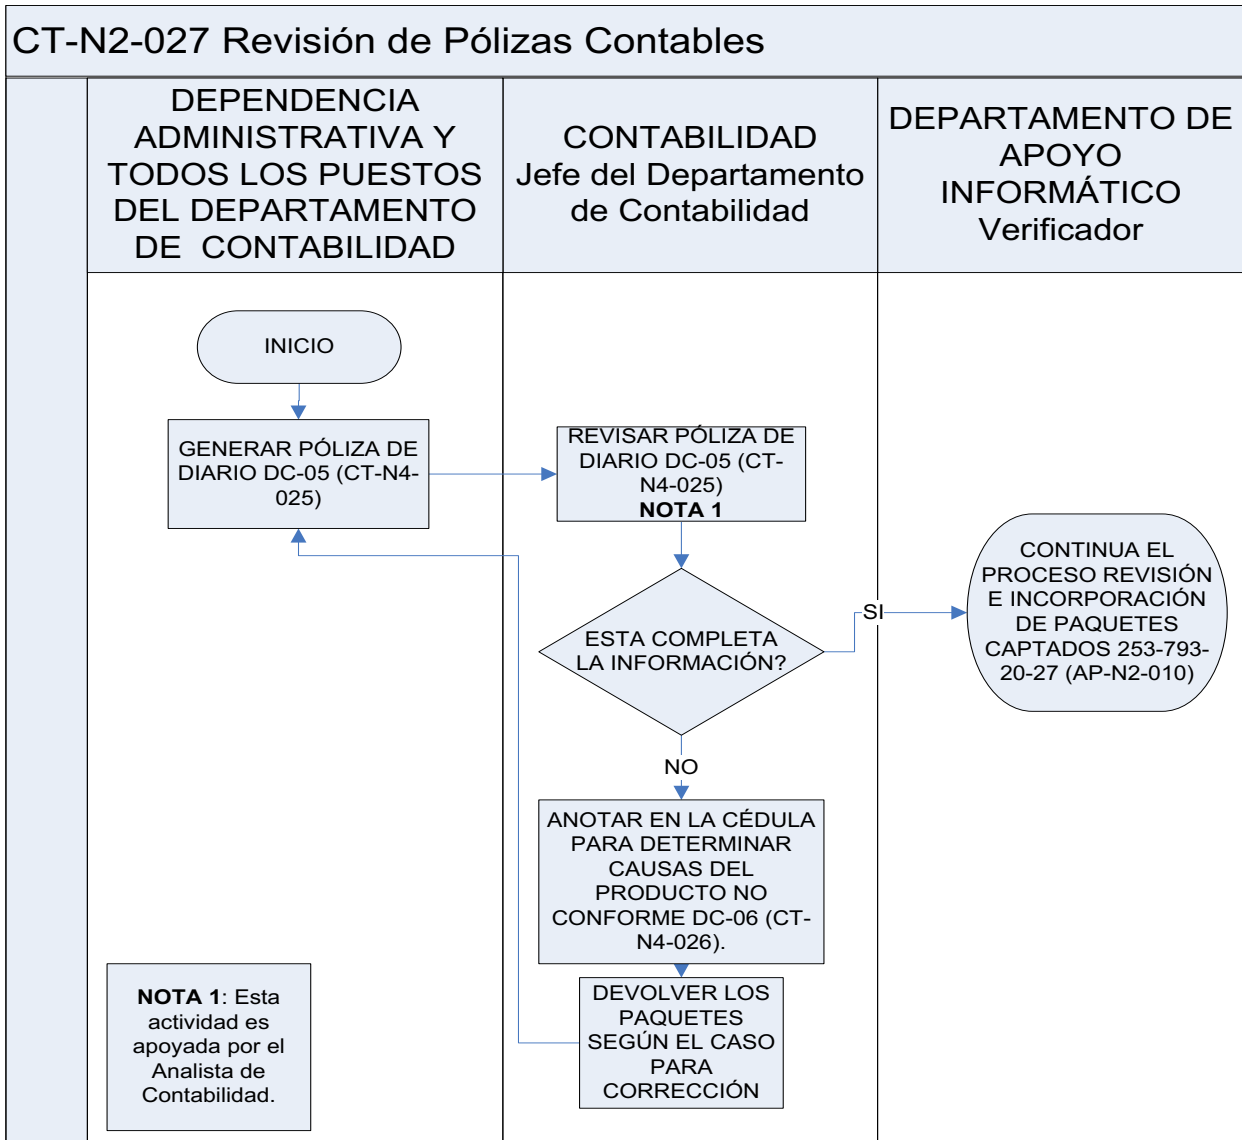 CT-N2-027 Revisión de Pólizas Contables
DEPENDENCIA
ADMINISTRATIVA Y
TODOS LOS PUESTOS
DEL DEPARTAMENTO
DE CONTABILIDAD
CONTABILIDAD
Jefe del Departamento
de Contabilidad
DEPARTAMENTO DE
APOYO
INFORMÁTICO
Verificador
INICIO
GENERAR PÓLIZA DE
DIARIO DC-05 (CT-N4-
025)
REVISAR PÓLIZA DE
DIARIO DC-05 (CT-
N4-025)
NOTA 1
ESTA COMPLETA
LA INFORMACIÓN?
SI
CONTINUA EL
PROCESO REVISIÓN
E INCORPORACIÓN
DE PAQUETES
CAPTADOS 253-793-
20-27 (AP-N2-010)
NO
ANOTAR EN LA CÉDULA
PARA DETERMINAR
CAUSAS DEL
PRODUCTO NO
CONFORME DC-06 (CT-
N4-026).
DEVOLVER LOS
PAQUETES
SEGÚN EL CASO
PARA
CORRECCIÓN
NOTA 1: Esta
actividad es
apoyada por el
Analista de
Contabilidad.